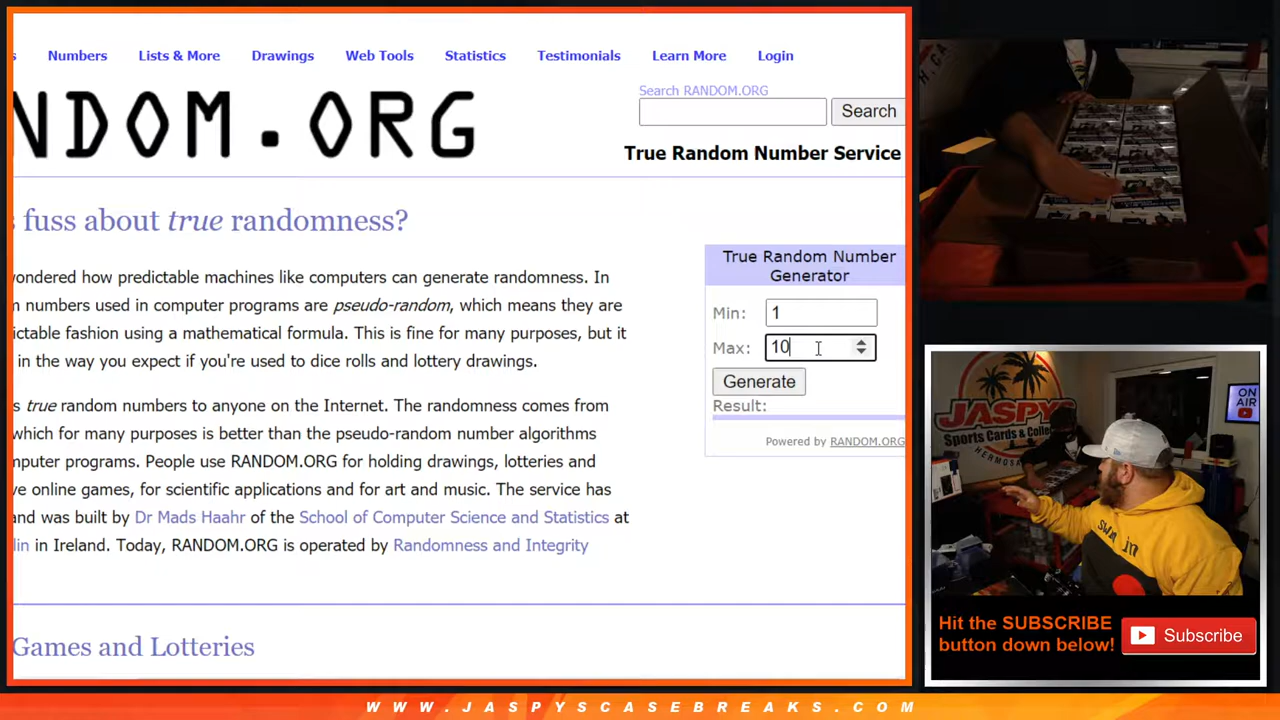 s Numbers Lists & More Drawings Web Tools Statistics Testimonials Learn More Login
NDOM.ORG
Search RANDOM.ORG
Search
True Random Number Service
s fuss about true randomness?
wondered how predictable machines like computers can generate randomness. In
m numbers used in computer programs are pseudo-random, which means they are
ictable fashion using a mathematical formula. This is fine for many purposes, but it
in the way you expect if you're used to dice rolls and lottery drawings.
s true random numbers to anyone on the Internet. The randomness comes from
which for many purposes is better than the pseudo-random number algorithms
mputer programs. People use RANDOM.ORG for holding drawings, lotteries and
ve online games, for scientific applications and for art and music. The service has
and was built by Dr Mads Haahr of the School of Computer Science and Statistics at
lin in Ireland. Today, RANDOM.ORG is operated by Randomness and Integrity
Games and Lotteries
True Random Number
Generator
Min: 1
Max: 10
Generate
Result:
Powered by RANDOM.ORG
JASPY'S
Sports Cards & Colle
HERMOSA
ON
AIR
Hit the SUBSCRIBE
button down below!
Subscribe
WWW.JASPYSCASEBREAKS.COM